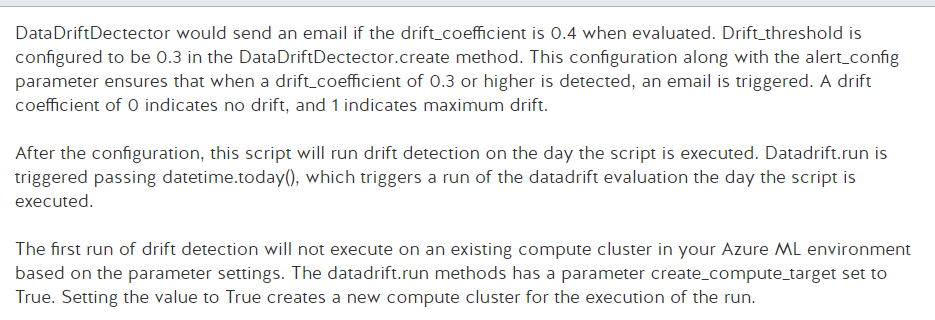 DataDriftDectector would send an email if the drift_coefficient is 0.4 when evaluated. Drift_threshold is
configured to be 0.3 in the DataDriftDectector.create method. This configuration along with the alert_config
parameter ensures that when a drift_coefficient of 0.3 or higher is detected, an email is triggered. A drift
coefficient of 0 indicates no drift, and 1 indicates maximum drift.
After the configuration, this script will run drift detection on the day the script is executed. Datadrift.run is
triggered passing datetime.today(), which triggers a run of the datadrift evaluation the day the script is
executed.
The first run of drift detection will not execute on an existing compute cluster in your Azure ML environment
based on the parameter settings. The datadrift.run methods has a parameter create_compute_target set to
True. Setting the value to True creates a new compute cluster for the execution of the run.